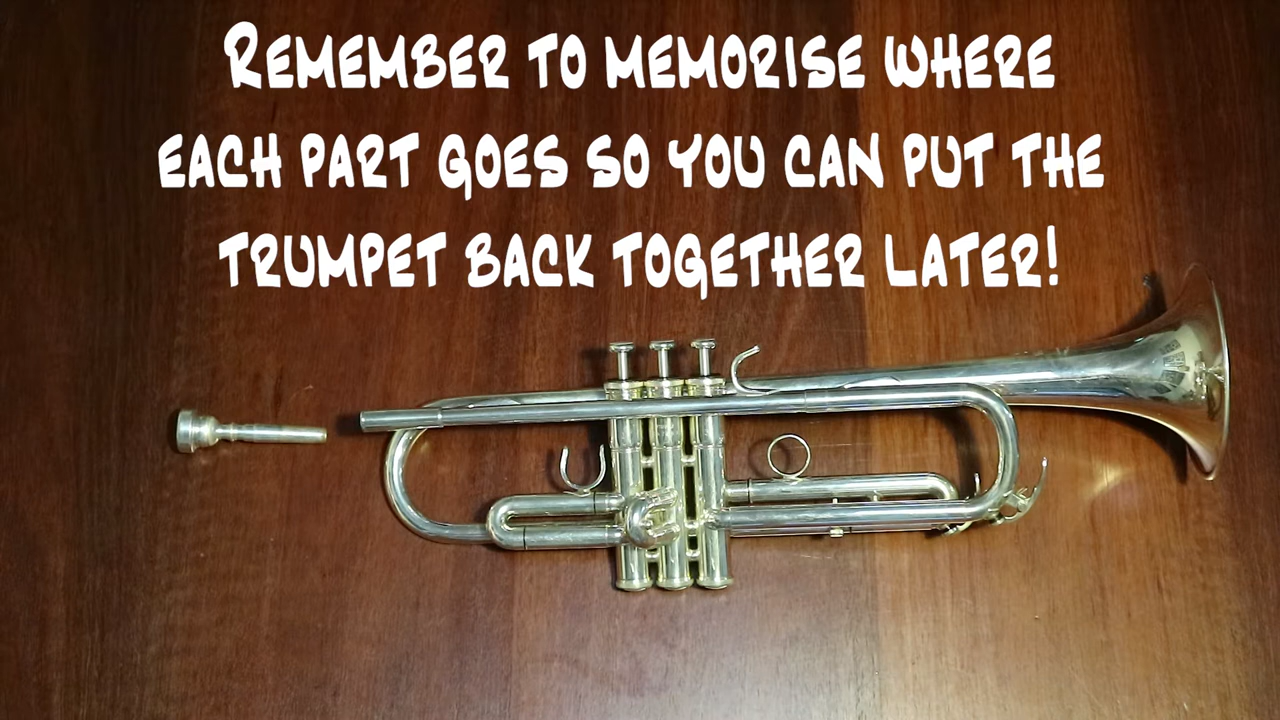 Remember to memorise where
each part goes so you can put the
trumpet back together later!